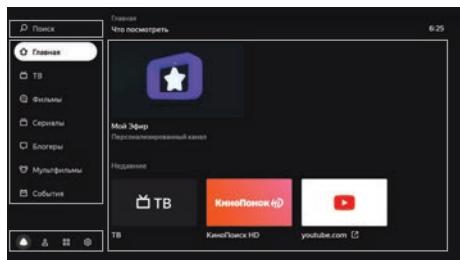 Поиск
Главная
ТВ
Фильмы
Сериалы
Блогеры
Мультфильмы
События
Главная
Что посмотреть
6:25
Мой Эфир
Персонализированный канал
Недавние
ТВ
КиноПоиск HD
ТВ
КиноПоиск HD
youtube.com